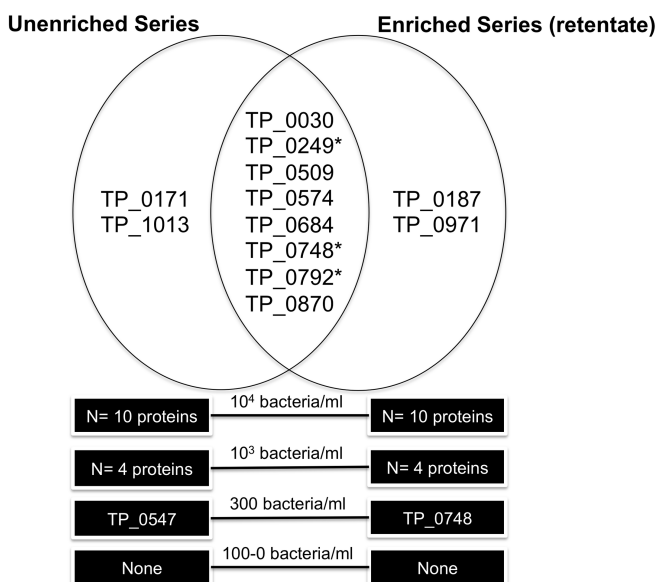 Unenriched Series
Enriched Series (retentate)
TP_0171
TP_1013
TP_0030
TP_0249*
TP_0509
TP_0574
TP_0684
TP_0748*
TP_0792*
TP_0870
TP_0187
TP_0971
N= 10 proteins
10⁴ bacteria/ml
N= 10 proteins
N= 4 proteins
10³ bacteria/ml
N= 4 proteins
TP_0547
300 bacteria/ml
TP_0748
None
100-0 bacteria/ml
None